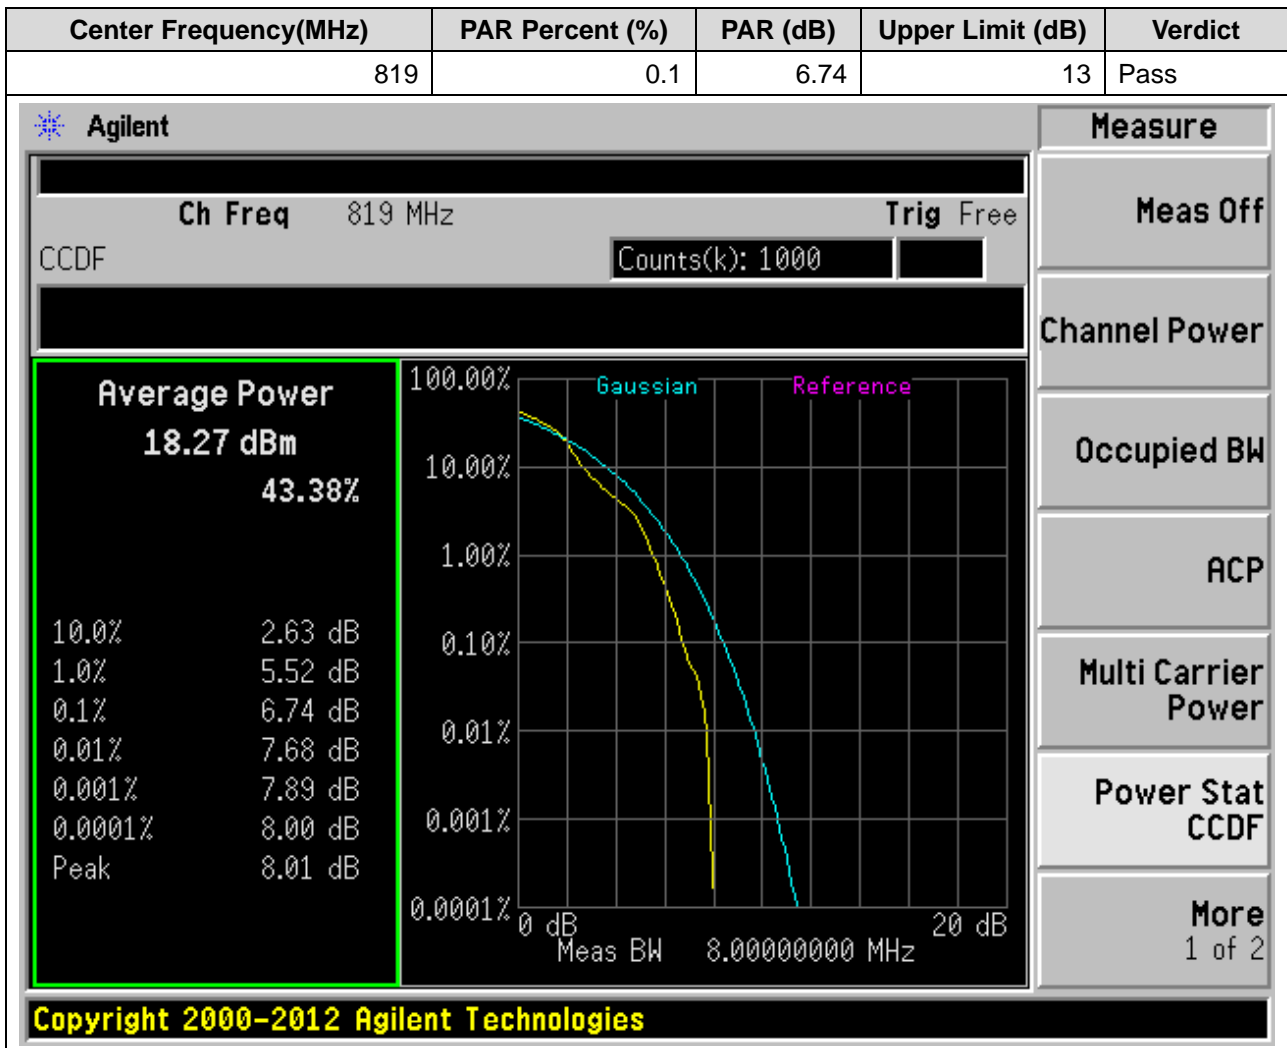 Center Frequency(MHz) PAR Percent (%) PAR (dB) Upper Limit (dB) Verdict
819 0.1 6.74 13 Pass
Agilent
Measure
Ch Freq 819 MHz Trig Free
CCDF
Counts(k): 1000
Average Power
18.27 dBm
43.38%
10.0% 2.63 dB
1.0% 5.52 dB
0.1% 6.74 dB
0.01% 7.68 dB
0.001% 7.89 dB
0.0001% 8.00 dB
Peak 8.01 dB
Gaussian Reference
100.00%
10.00%
1.00%
0.10%
0.01%
0.001%
0.0001%
0 dB 20 dB
Meas BW 8.00000000 MHz
Meas Off
Channel Power
Occupied BW
ACP
Multi Carrier
Power
Power Stat
CCDF
More
1 of 2
Copyright 2000-2012 Agilent Technologies